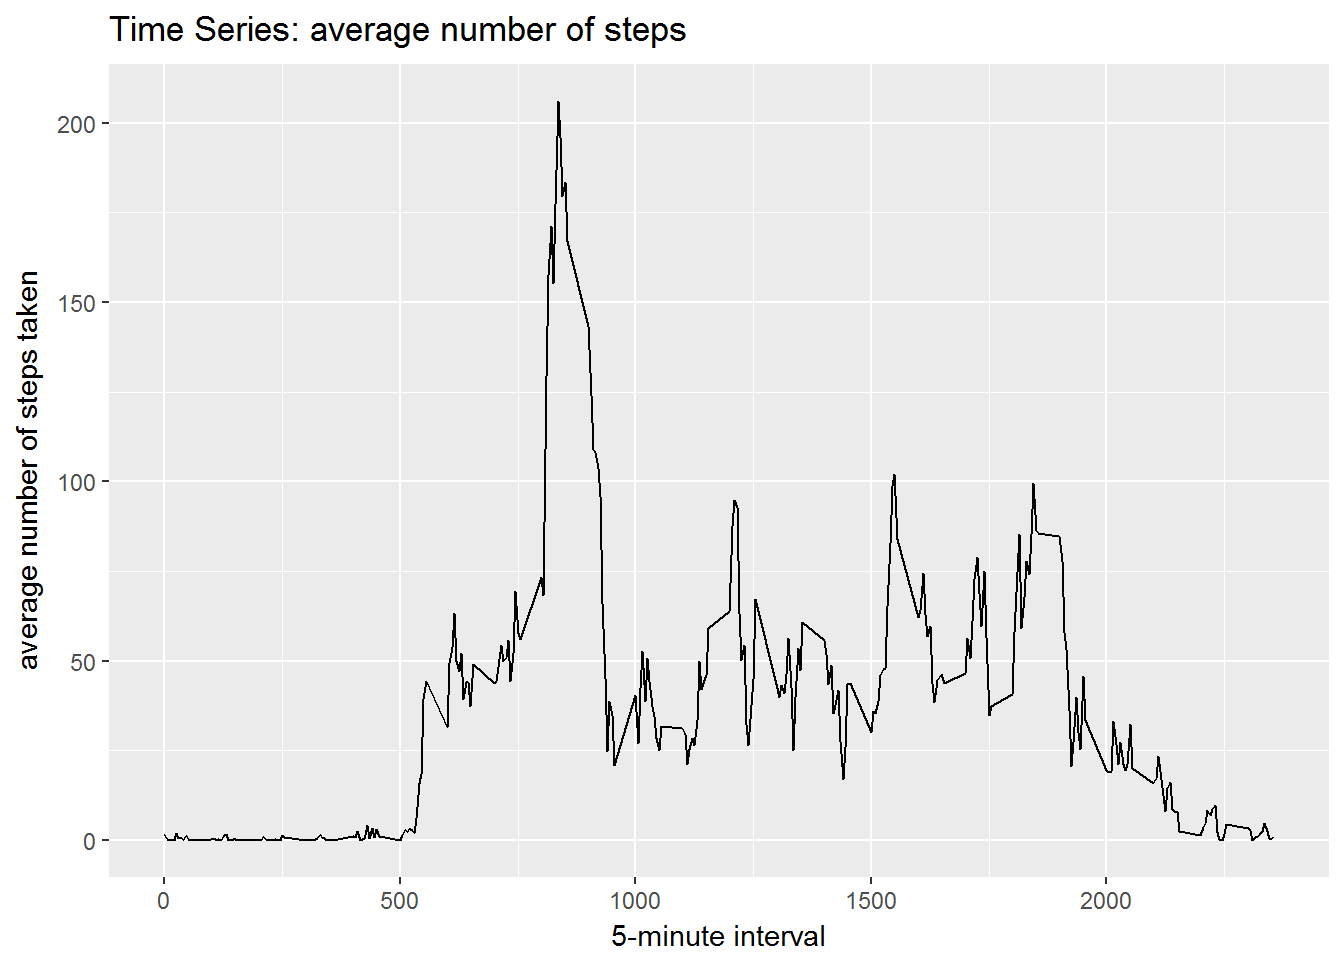 Time Series: average number of steps
average number of steps taken
200
150
100
50
0
0 500 1000 1500 2000
5-minute interval